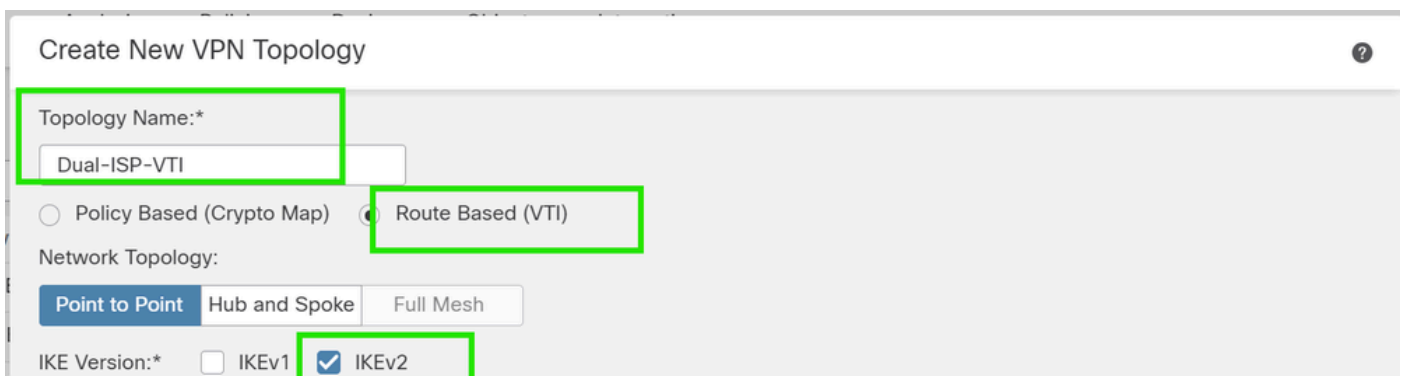 Create New VPN Topology
Topology Name:*
Dual-ISP-VTI
Policy Based (Crypto Map) Route Based (VTI)
Network Topology:
Point to Point Hub and Spoke Full Mesh
IKE Version:* IKEv1 IKEv2